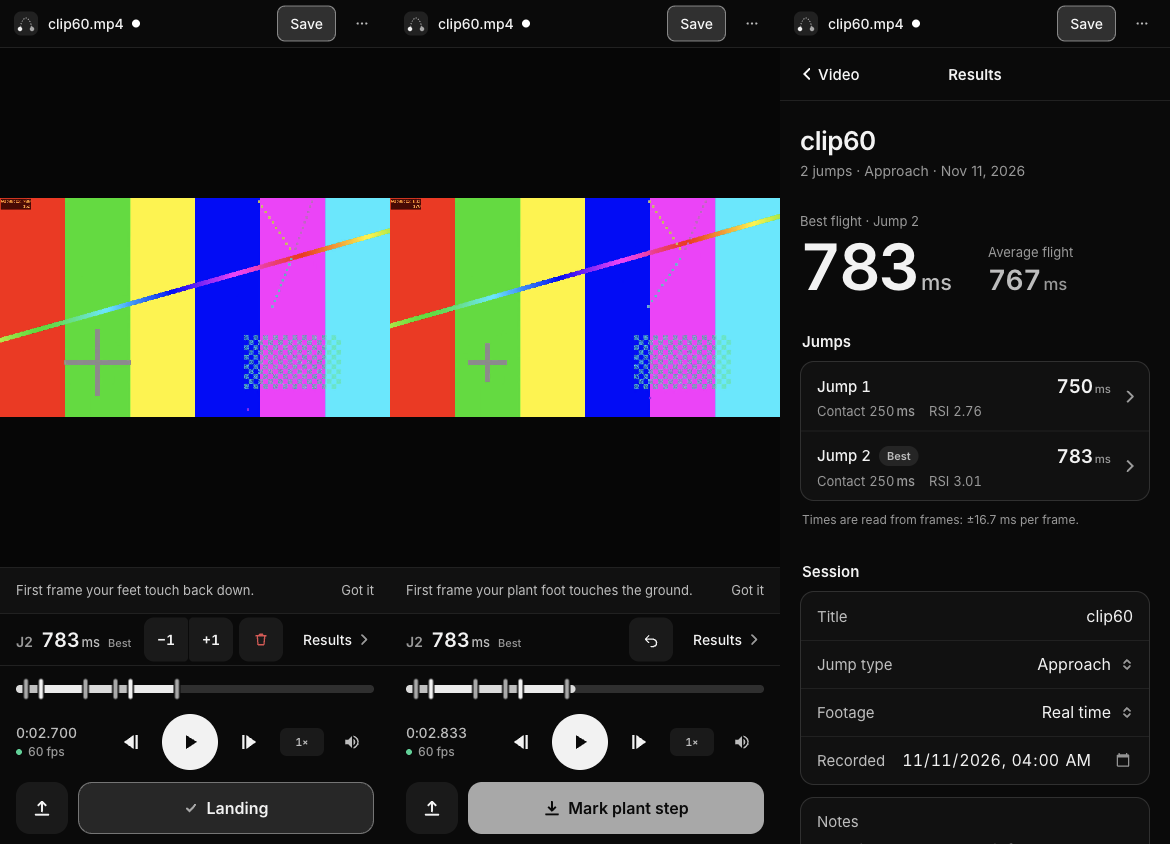 clip60.mp4
Save
First frame your feet touch back down.
Got it
J2 783 ms Best
−1
+1
Results
0:02.700
60 fps
1×
Landing
clip60.mp4
Save
First frame your plant foot touches the ground.
Got it
J2 783 ms Best
Results
0:02.833
60 fps
1×
Mark plant step
clip60.mp4
Save
Video
Results
clip60
2 jumps · Approach · Nov 11, 2026
Best flight · Jump 2
783 ms
Average flight
767 ms
Jumps
Jump 1
750 ms
Contact 250 ms RSI 2.76
Jump 2 Best
783 ms
Contact 250 ms RSI 3.01
Times are read from frames: ±16.7 ms per frame.
Session
Title
clip60
Jump type
Approach
Footage
Real time
Recorded
11/11/2026, 04:00 AM
Notes